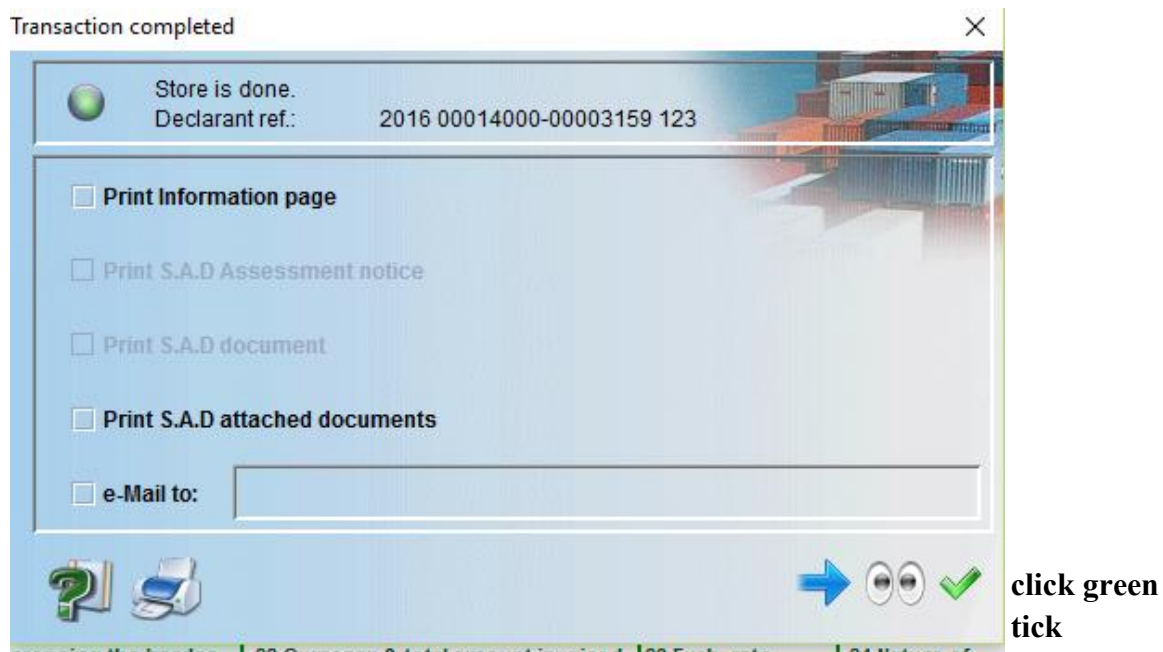 Transaction completed
Store is done.
Declarant ref.: 2016 00014000-00003159 123
Print Information page
Print S.A.D Assessment notice
Print S.A.D document
Print S.A.D attached documents
e-Mail to:
click green
tick